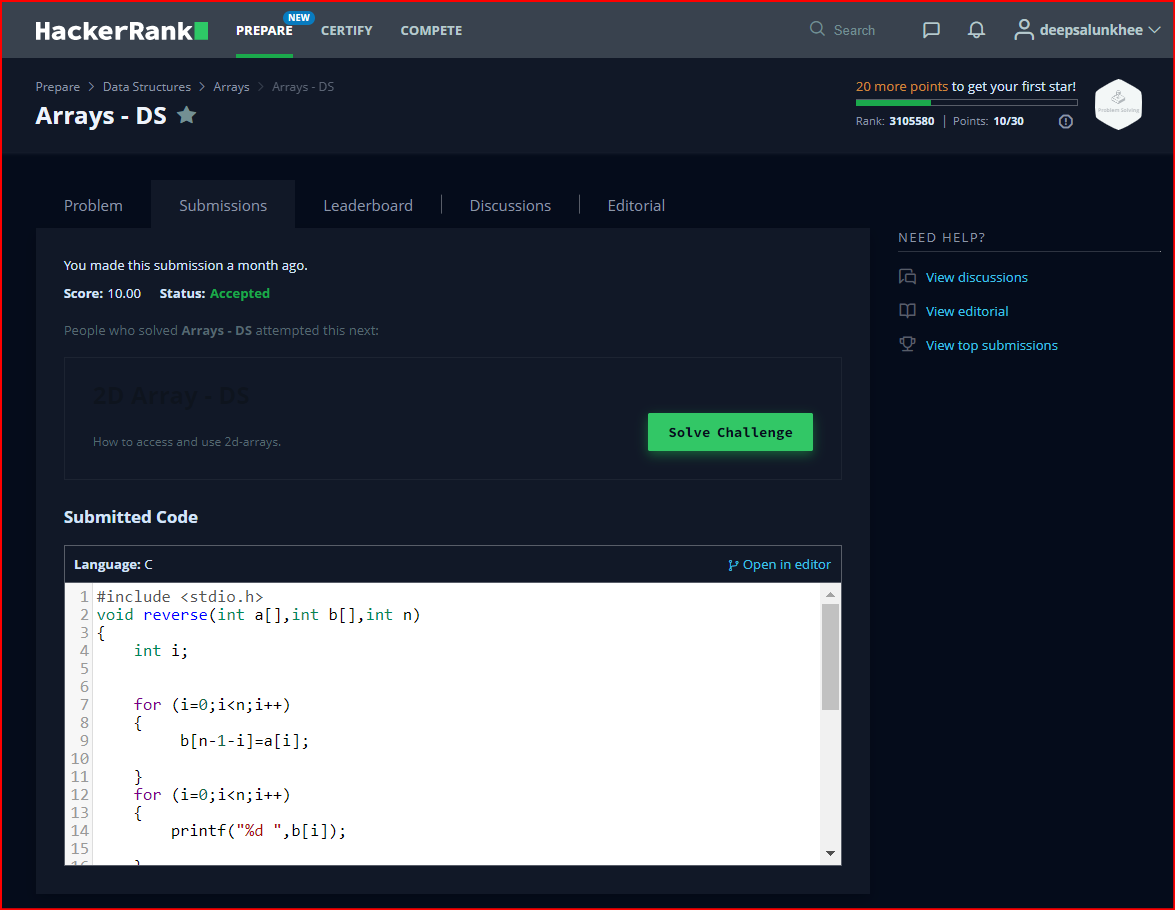 HackerRank
PREPARE
NEW
CERTIFY
COMPETE
Search
deepsalunkhee
Prepare
Data Structures
Arrays
Arrays - DS
Arrays - DS
20 more points to get your first star!
Rank: 3105580 | Points: 10/30
Problem Solving
Problem
Submissions
Leaderboard
Discussions
Editorial
You made this submission a month ago.
Score: 10.00 Status: Accepted
People who solved Arrays - DS attempted this next:
2D Array - DS
How to access and use 2d-arrays.
Solve Challenge
NEED HELP?
View discussions
View editorial
View top submissions
Submitted Code
Language: C
Open in editor
1 #include <stdio.h>
2 void reverse(int a[],int b[],int n)
3 {
4     int i;
5
6
7     for (i=0;i<n;i++)
8     {
9          b[n-1-i]=a[i];
10
11     }
12     for (i=0;i<n;i++)
13     {
14         printf("%d ",b[i]);
15
16     }